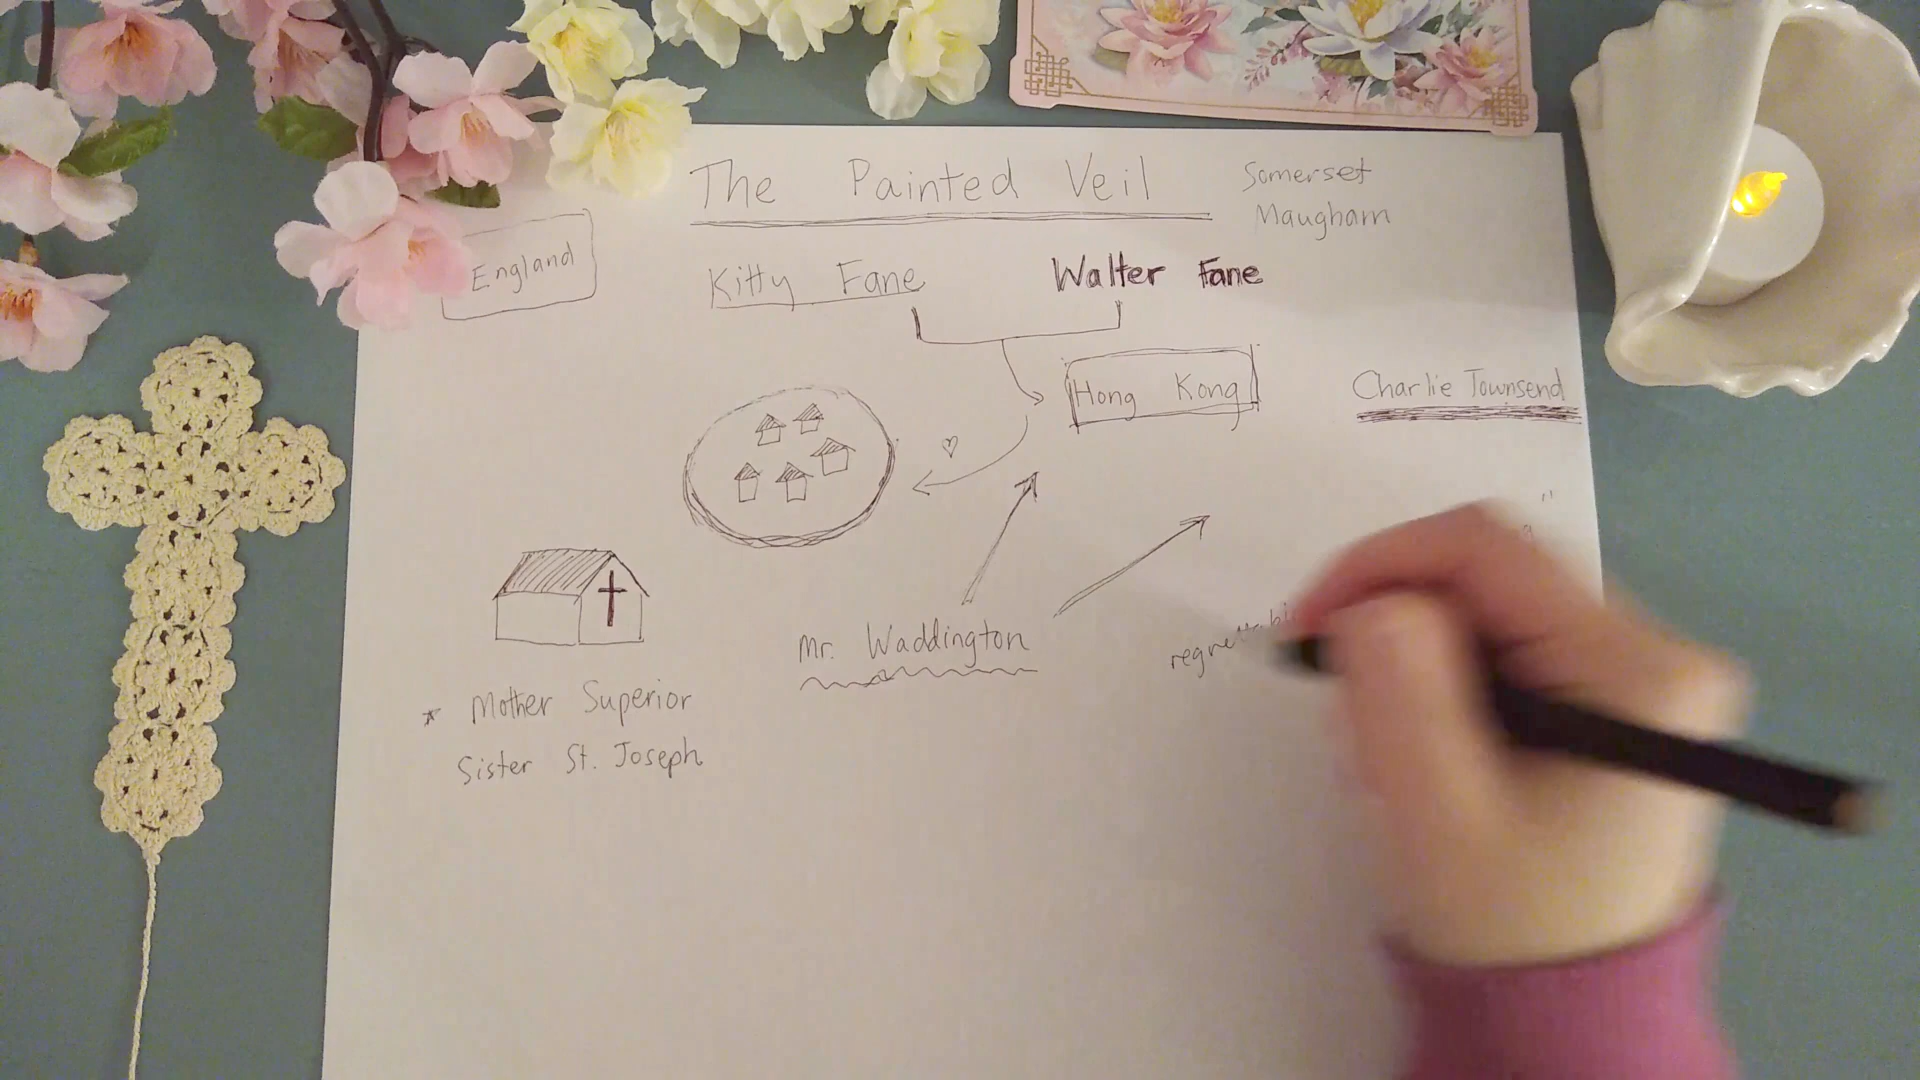 The Painted Veil
Somerset
Maugham
England
Kitty Fane
Walter Fane
Hong Kong
Charlie Townsend
Mr. Waddington
Mother Superior
Sister St. Joseph